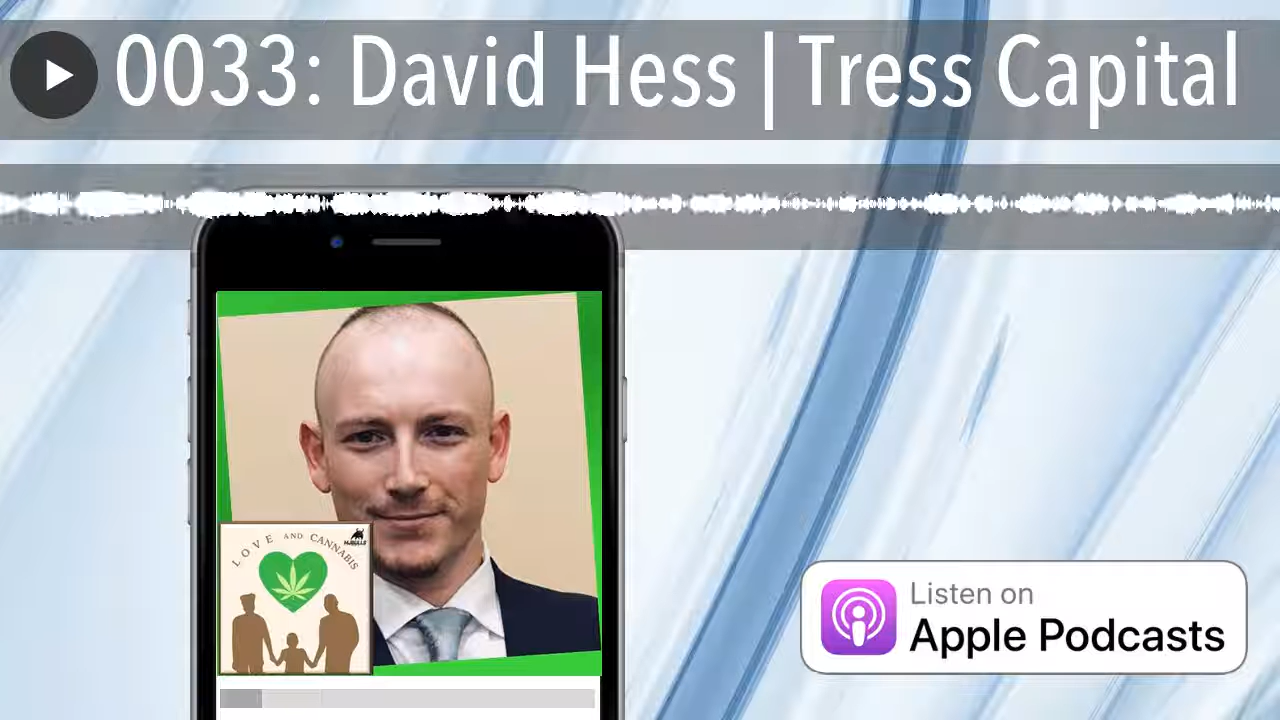 0033: David Hess | Tress Capital
LOVE AND CANNABIS
Listen on
Apple Podcasts